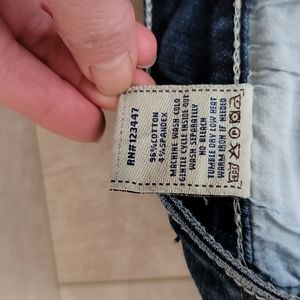 RN#123447
96%COTTON
4%SPANDEX
MACHINE WASH COLD
GENTLE CYCLE INSIDE OUT
WASH SEPARATELY
NO BLEACH
TUMBLE DRY LOW HEAT
WARM IRON IF NEEDED